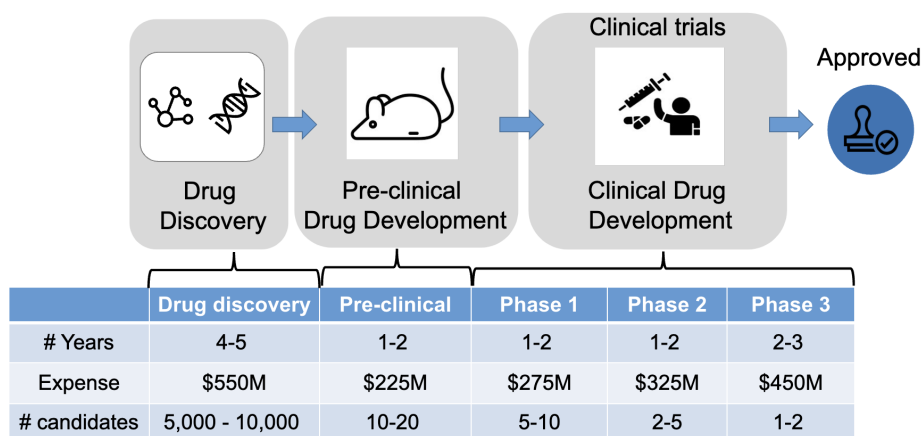 Clinical trials
Approved
Drug
Discovery
Pre-clinical
Drug Development
Clinical Drug
Development
Drug discovery Pre-clinical Phase 1 Phase 2 Phase 3
# Years 4-5 1-2 1-2 1-2 2-3
Expense $550M $225M $275M $325M $450M
# candidates 5,000 - 10,000 10-20 5-10 2-5 1-2